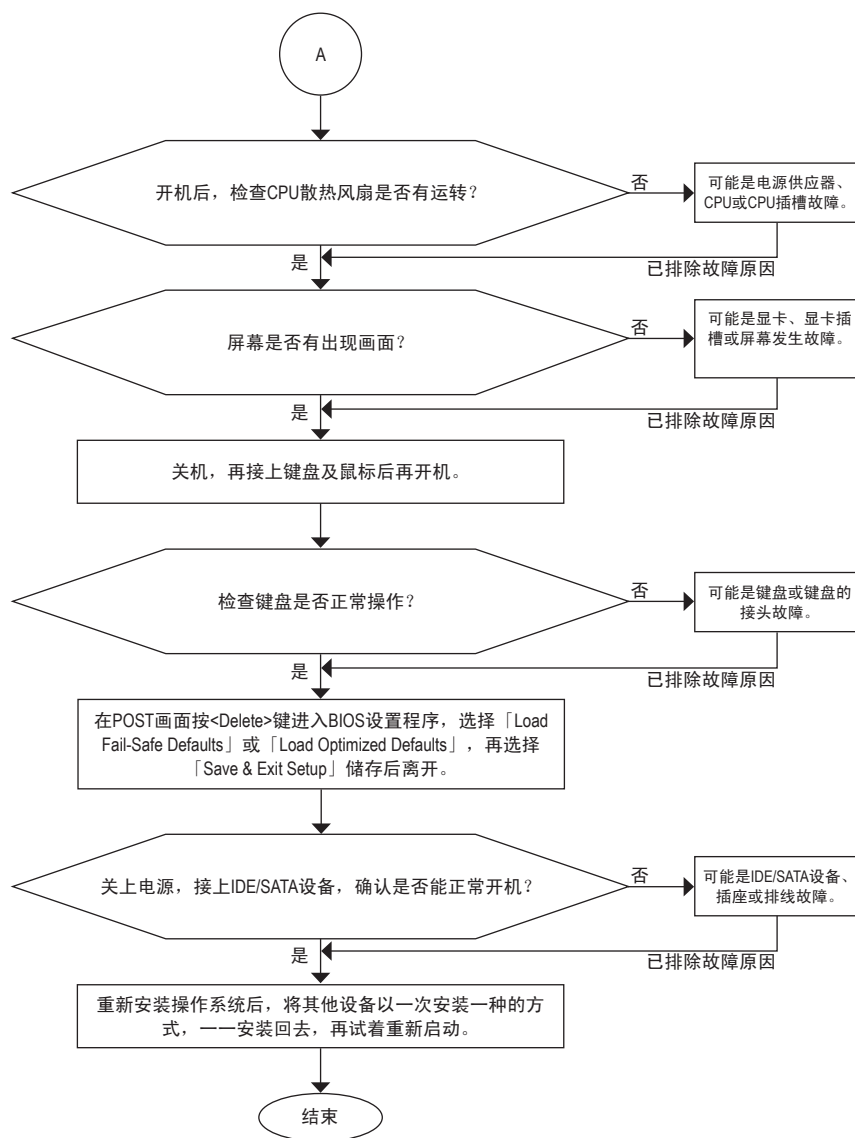 A
开机后，检查CPU散热风扇是否有运转？
否
可能是电源供应器、
CPU或CPU插槽故障。
是
已排除故障原因
屏幕是否有出现画面？
否
可能是显卡、显卡插
槽或屏幕发生故障。
是
已排除故障原因
关机，再接上键盘及鼠标后再开机。
检查键盘是否正常操作？
否
可能是键盘或键盘的
接头故障。
是
已排除故障原因
在POST画面按<Delete>键进入BIOS设置程序，选择「Load
Fail-Safe Defaults」或「Load Optimized Defaults」，再选择
「Save & Exit Setup」储存后离开。
关上电源，接上IDE/SATA设备，确认是否能正常开机？
否
可能是IDE/SATA设备、
插座或排线故障。
是
已排除故障原因
重新安装操作系统后，将其他设备以一次安装一种的方
式，一一安装回去，再试着重新启动。
结束